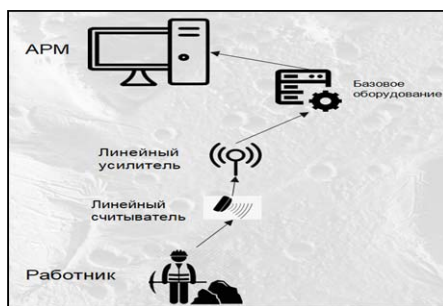 АРМ
Базовое
оборудование
Линейный
усилитель
Линейный
считыватель
Работник